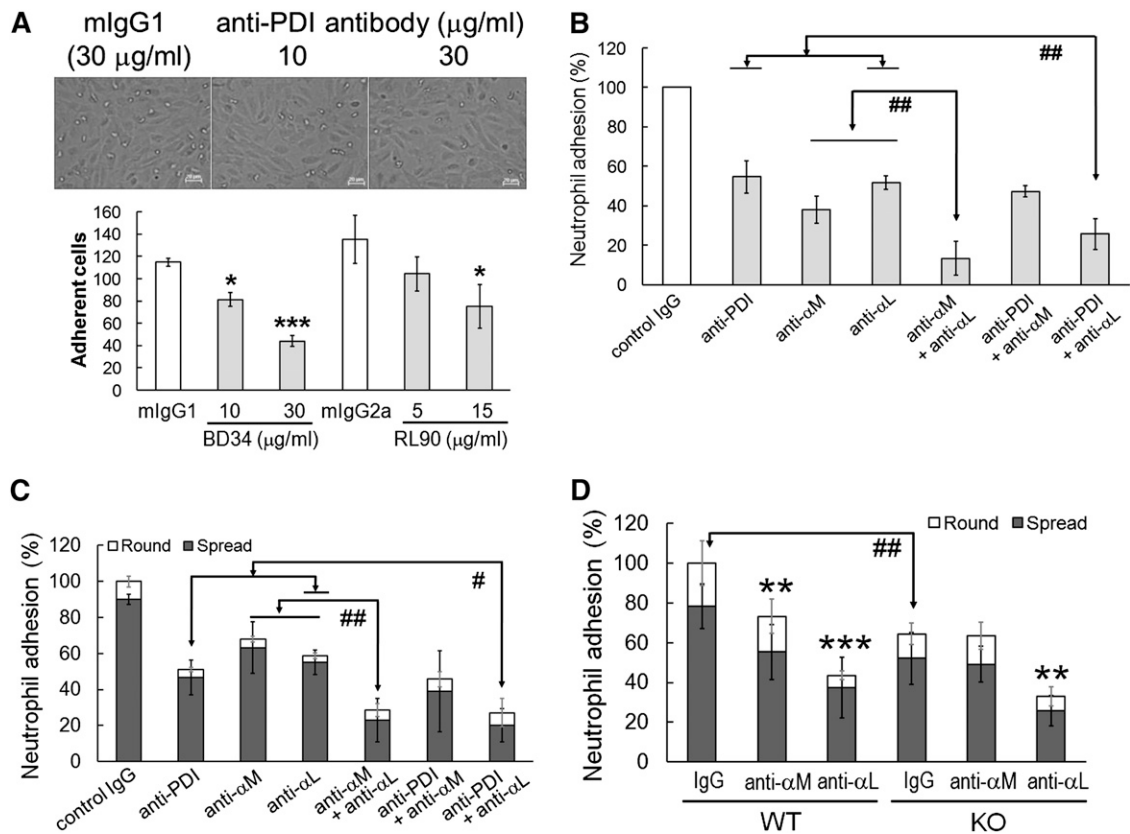 A
mIgG1 anti-PDI antibody (μg/ml)
(30 μg/ml) 10 30
Adherent cells
160
140
120
100
80
60
40
20
0
*
***
*
mIgG1 10 30 mIgG2a 5 15
BD34 (μg/ml) RL90 (μg/ml)
B
Neutrophil adhesion (%)
120
100
80
60
40
20
0
##
##
control IgG
anti-PDI
anti-αM
anti-αL
anti-αM
+ anti-αL
anti-PDI
+ anti-αM
anti-PDI
+ anti-αL
C
Neutrophil adhesion (%)
120
100
80
60
40
20
0
Round Spread
#
##
control IgG
anti-PDI
anti-αM
anti-αL
anti-αM
+ anti-αL
anti-PDI
+ anti-αM
anti-PDI
+ anti-αL
D
Neutrophil adhesion (%)
120
100
80
60
40
20
0
Round
Spread
##
**
***
**
IgG anti-αM anti-αL IgG anti-αM anti-αL
WT KO